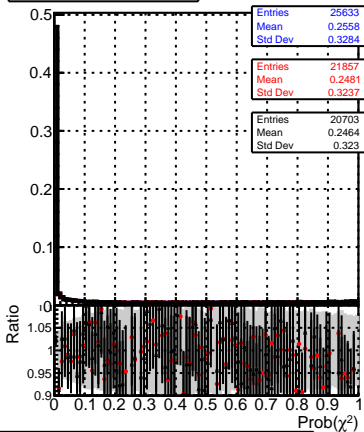 0.5
Entries 25633
Mean 0.2558
Std Dev 0.3284
Entries 21857
Mean 0.2481
Std Dev 0.3237
Entries 20703
Mean 0.2464
Std Dev 0.323
0.4
0.3
0.2
0.1
0
Ratio
1.05
1
0.95
0.9
0 0.1 0.2 0.3 0.4 0.5 0.6 0.7 0.8 0.9 1
Prob(χ²)